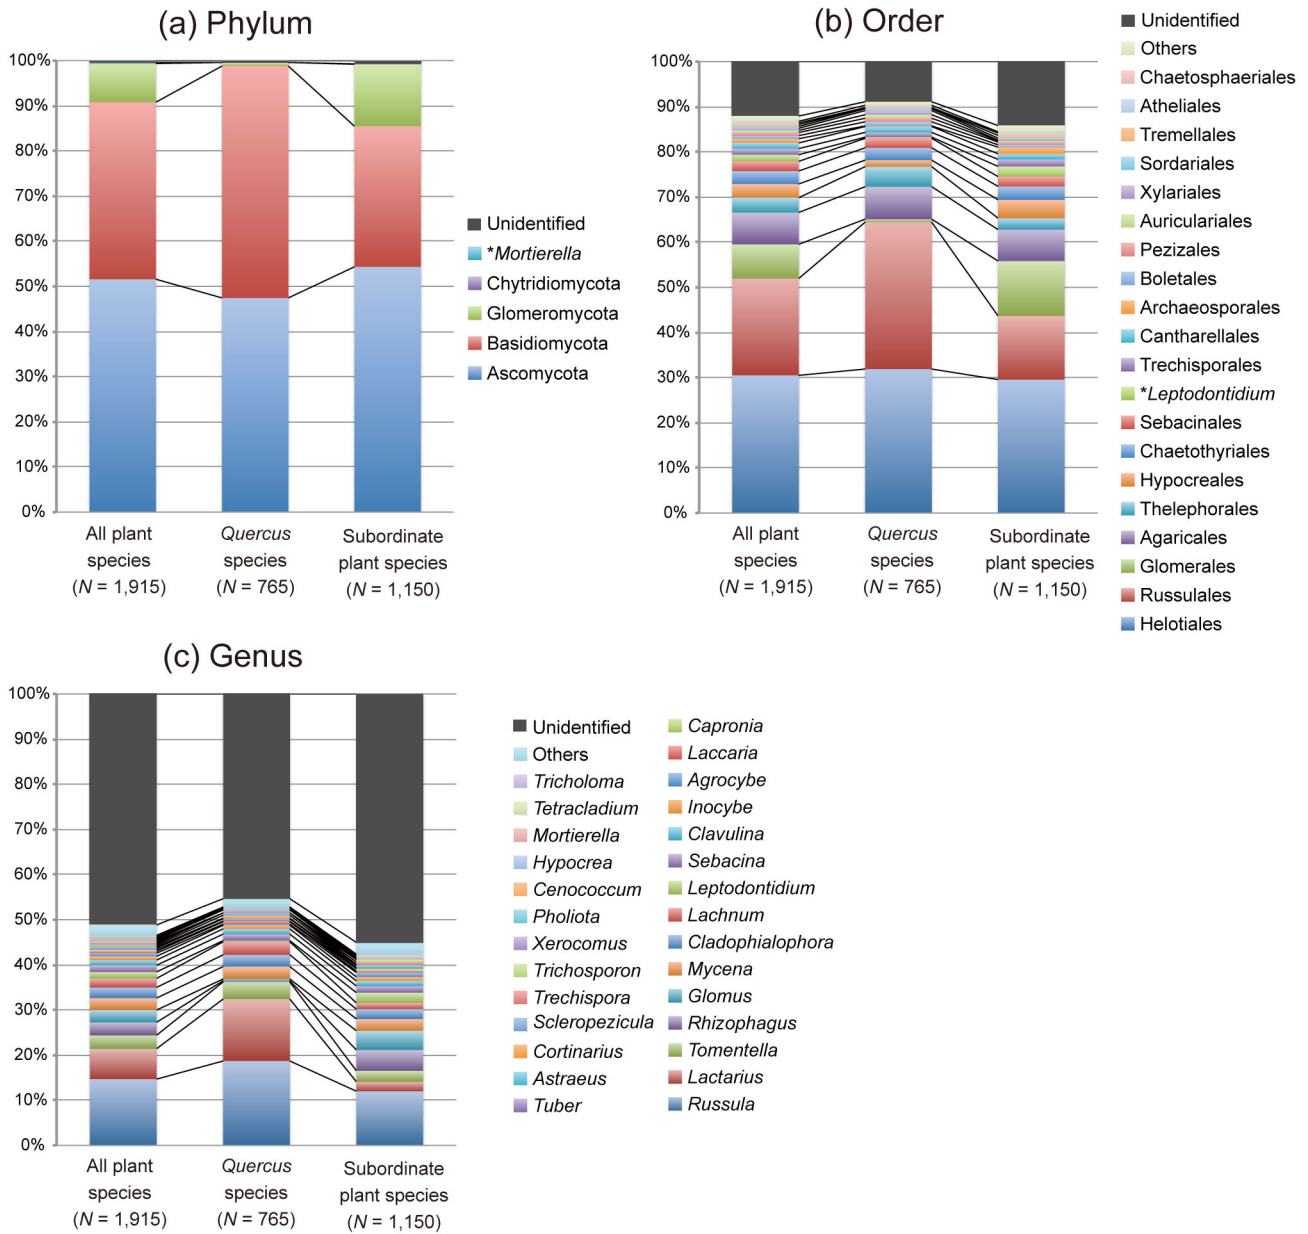 (a) Phylum
100%
90%
80%
70%
60%
50%
40%
30%
20%
10%
0%
All plant
species
(N = 1,915)
Quercus
species
(N = 765)
Subordinate
plant species
(N = 1,150)
Unidentified
*Mortierella
Chytridiomycota
Glomeromycota
Basidiomycota
Ascomycota
(b) Order
100%
90%
80%
70%
60%
50%
40%
30%
20%
10%
0%
All plant
species
(N = 1,915)
Quercus
species
(N = 765)
Subordinate
plant species
(N = 1,150)
Unidentified
Others
Chaetosphaeriales
Atheliales
Tremellales
Sordariales
Xylariales
Auriculariales
Pezizales
Boletales
Archaeosporales
Cantharellales
Trechisporales
*Leptodontidium
Sebacinales
Chaetothyriales
Hypocreales
Thelephorales
Agaricales
Glomerales
Russulales
Helotiales
(c) Genus
100%
90%
80%
70%
60%
50%
40%
30%
20%
10%
0%
All plant
species
(N = 1,915)
Quercus
species
(N = 765)
Subordinate
plant species
(N = 1,150)
Unidentified
Others
Tricholoma
Tetracladium
Mortierella
Hypocrea
Cenococcum
Pholiota
Xerocomus
Trichosporon
Trechispora
Scleropezicula
Cortinarius
Astraeus
Tuber
Capronia
Laccaria
Agrocybe
Inocybe
Clavulina
Sebacina
Leptodontidium
Lachnum
Cladophialophora
Mycena
Glomus
Rhizophagus
Tomentella
Lactarius
Russula